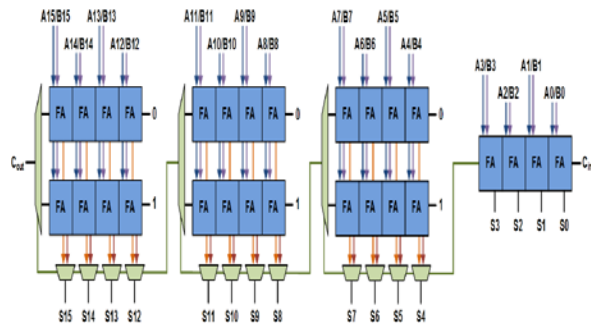 A15/B15 A13/B13
A14/B14 A12/B12
A11/B11 A9/B9
A10/B10 A8/B8
A7/B7 A5/B5
A6/B6 A4/B4
A3/B3 A1/B1
A2/B2 A0/B0
FA FA FA FA 0
FA FA FA FA 0
FA FA FA FA 0
Cout
FA FA FA FA Cin
FA FA FA FA 1
FA FA FA FA 1
FA FA FA FA 1
S3 S2 S1 S0
S15 S14 S13 S12
S11 S10 S9 S8
S7 S6 S5 S4